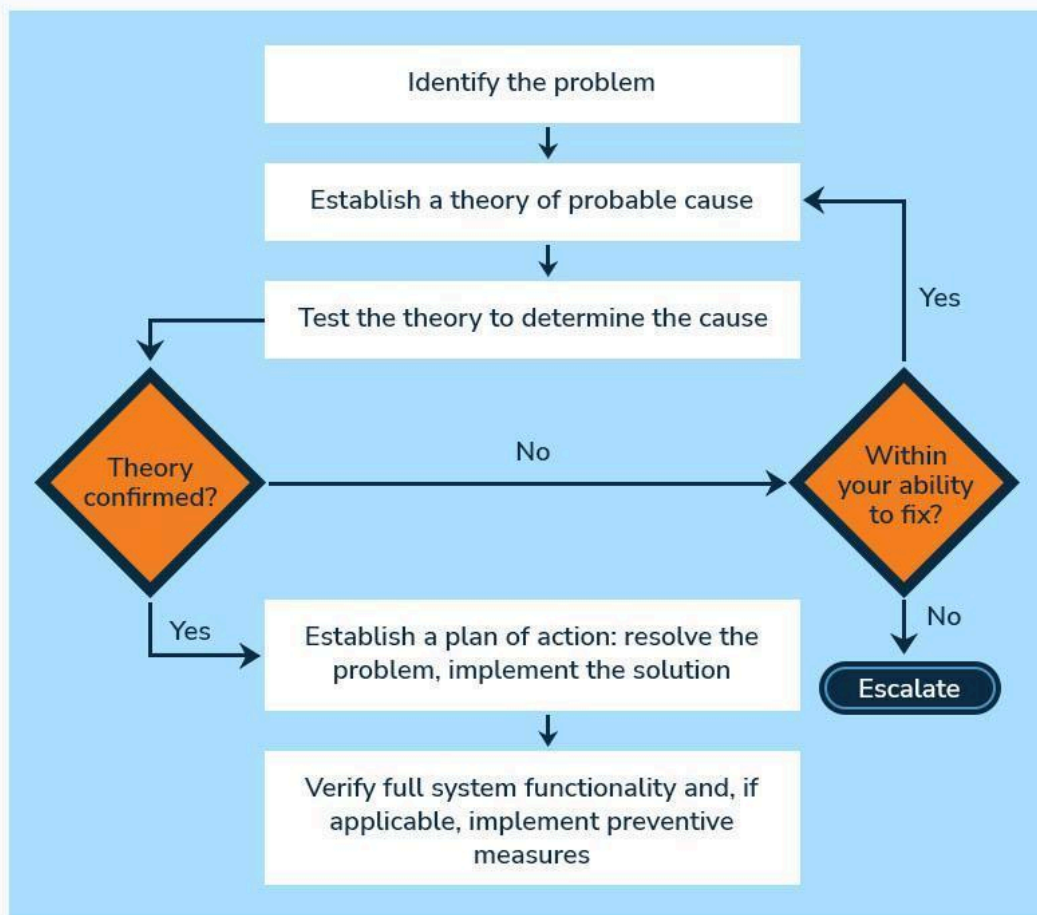 Identify the problem
Establish a theory of probable cause
Yes
Test the theory to determine the cause
No
Theory
confirmed?
Within
your ability
to fix?
Yes
No
Establish a plan of action: resolve the
problem, implement the solution
Escalate
Verify full system functionality and, if
applicable, implement preventive
measures